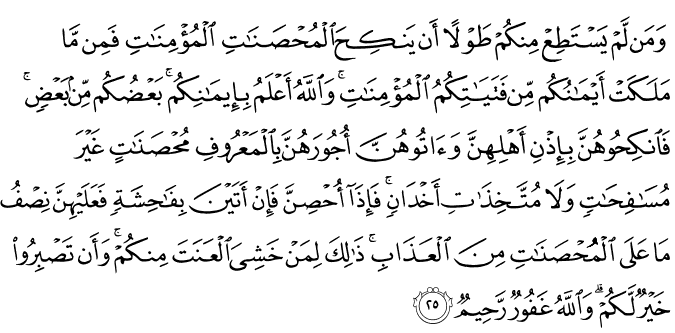 وَمَن لَّمْ يَسْتَطِعْ مِنكُمْ طَوْلًا أَن يَنكِحَ ٱلْمُحْصَنَٰتِ ٱلْمُؤْمِنَٰتِ فَمِن مَّا
مَلَكَتْ أَيْمَٰنُكُم مِّن فَتَيَٰتِكُمُ ٱلْمُؤْمِنَٰتِ ۚ وَٱللَّهُ أَعْلَمُ بِإِيمَٰنِكُم ۚ بَعْضُكُم مِّنۢ بَعْضٍ ۚ
فَٱنكِحُوهُنَّ بِإِذْنِ أَهْلِهِنَّ وَءَاتُوهُنَّ أُجُورَهُنَّ بِٱلْمَعْرُوفِ مُحْصَنَٰتٍ غَيْرَ
مُسَٰفِحَٰتٍ وَلَا مُتَّخِذَٰتِ أَخْدَانٍ ۚ فَإِذَآ أُحْصِنَّ فَإِنْ أَتَيْنَ بِفَٰحِشَةٍ فَعَلَيْهِنَّ نِصْفُ
مَا عَلَى ٱلْمُحْصَنَٰتِ مِنَ ٱلْعَذَابِ ۚ ذَٰلِكَ لِمَنْ خَشِىَ ٱلْعَنَتَ مِنكُمْ ۚ وَأَن تَصْبِرُوا۟
خَيْرٌ لَّكُمْ ۗ وَٱللَّهُ غَفُورٌ رَّحِيمٌ ٢٥